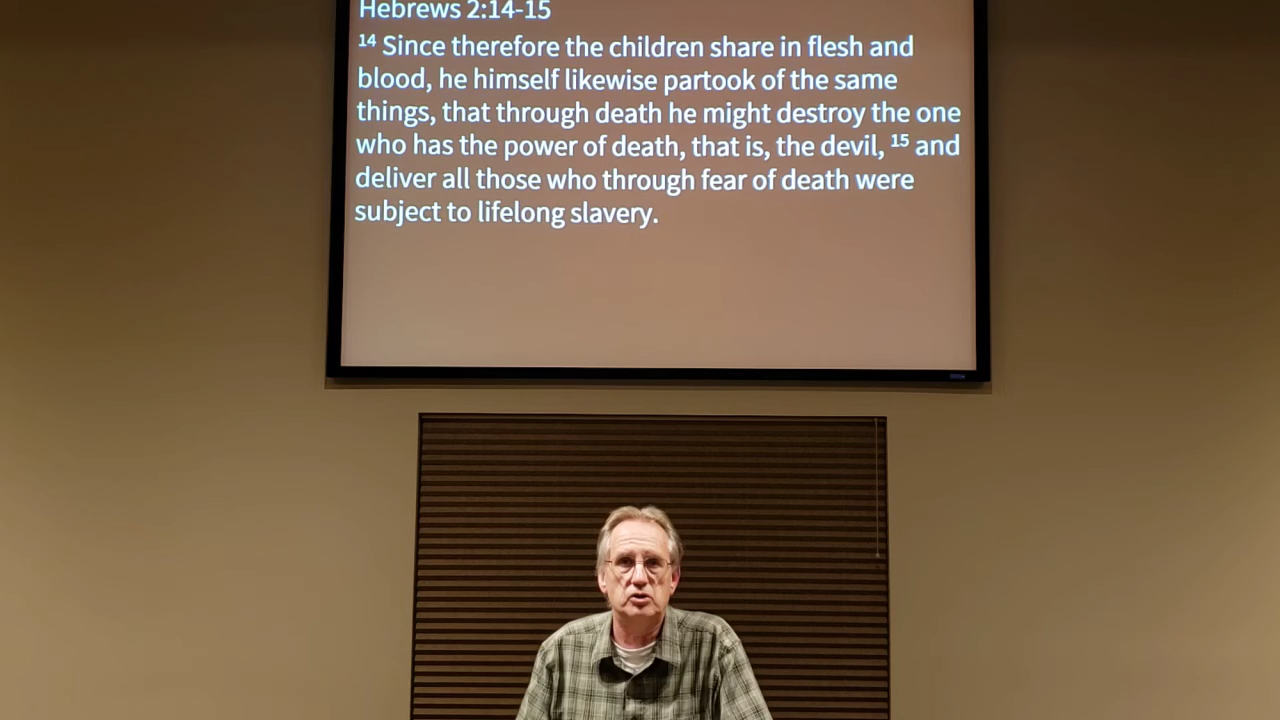 Hebrews 2:14-15
14 Since therefore the children share in flesh and
blood, he himself likewise partook of the same
things, that through death he might destroy the one
who has the power of death, that is, the devil, 15 and
deliver all those who through fear of death were
subject to lifelong slavery.